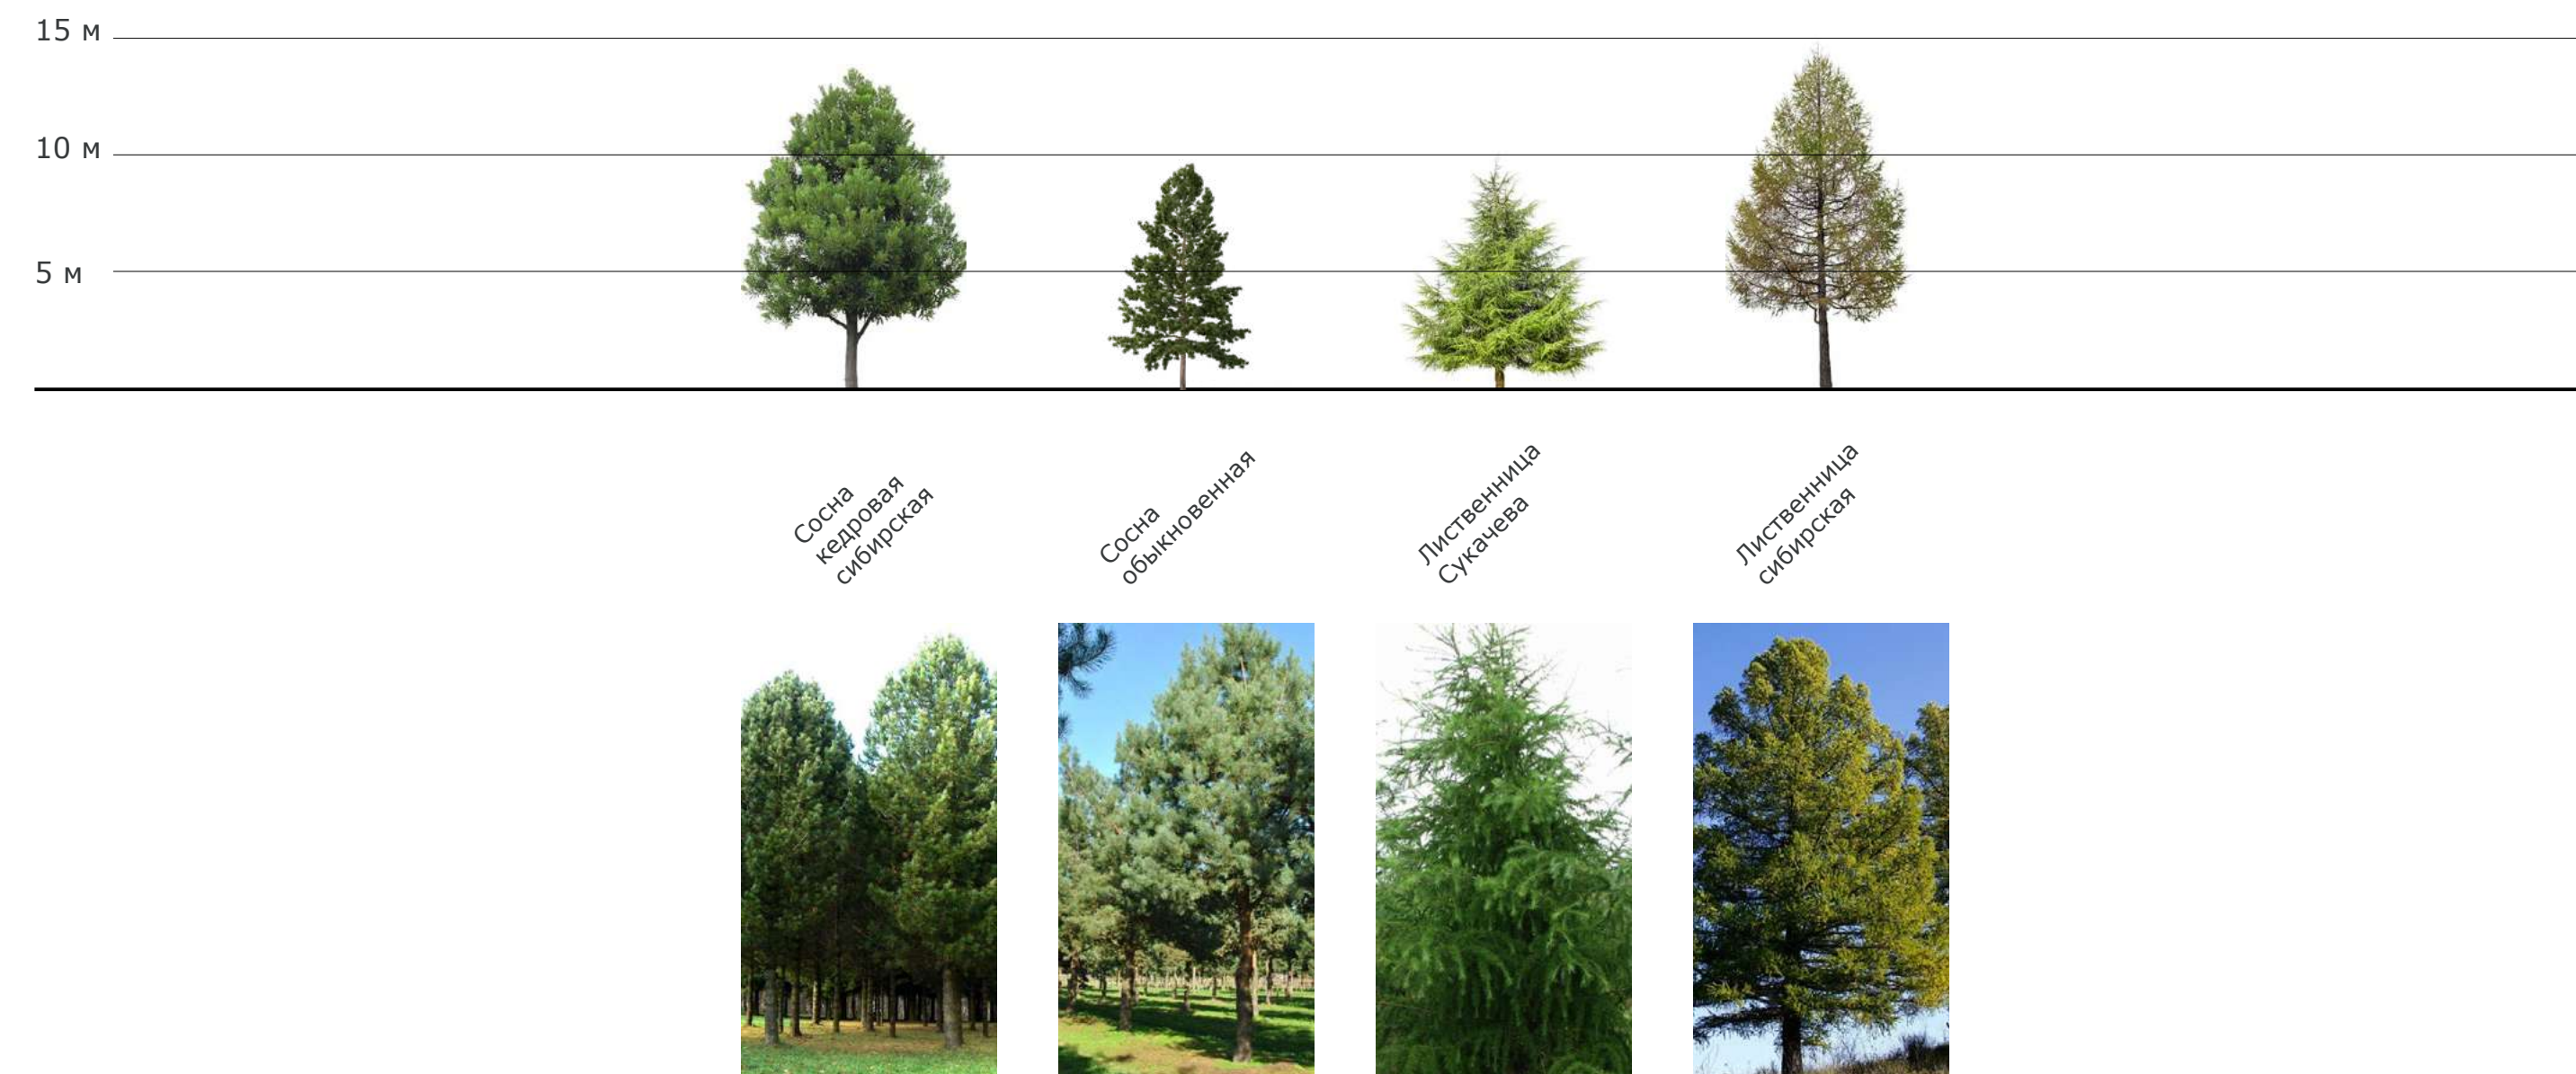 15 м
10 м
5 м
Сосна
кедровая
сибирская
Сосна
обыкновенная
Лиственница
Сукачева
Лиственница
сибирская